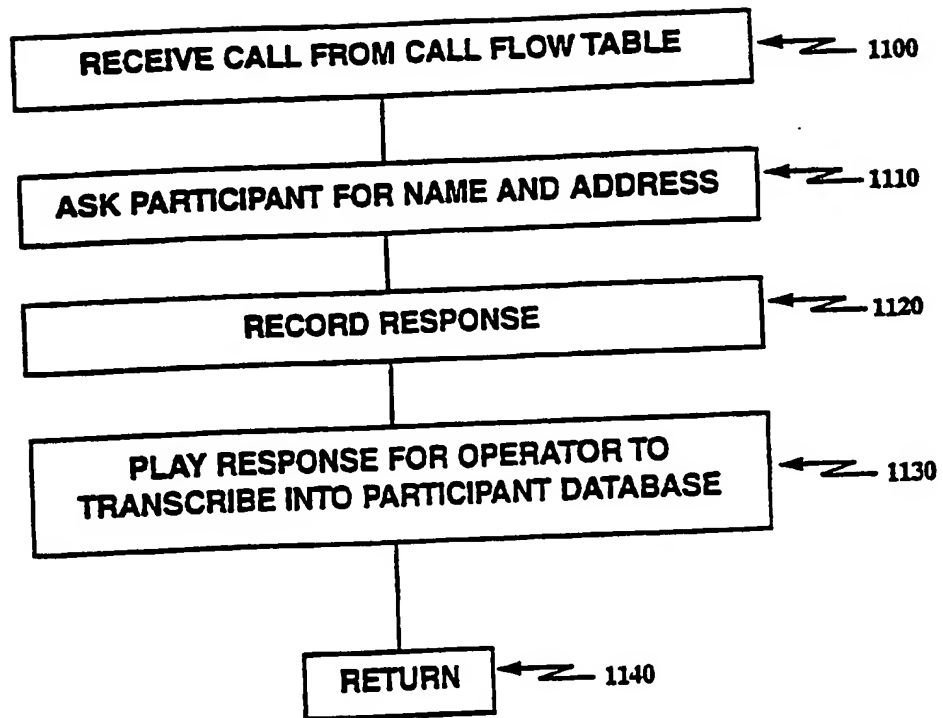 RECEIVE CALL FROM CALL FLOW TABLE
1100
ASK PARTICIPANT FOR NAME AND ADDRESS
1110
RECORD RESPONSE
1120
PLAY RESPONSE FOR OPERATOR TO
TRANSCRIBE INTO PARTICIPANT DATABASE
1130
RETURN
1140